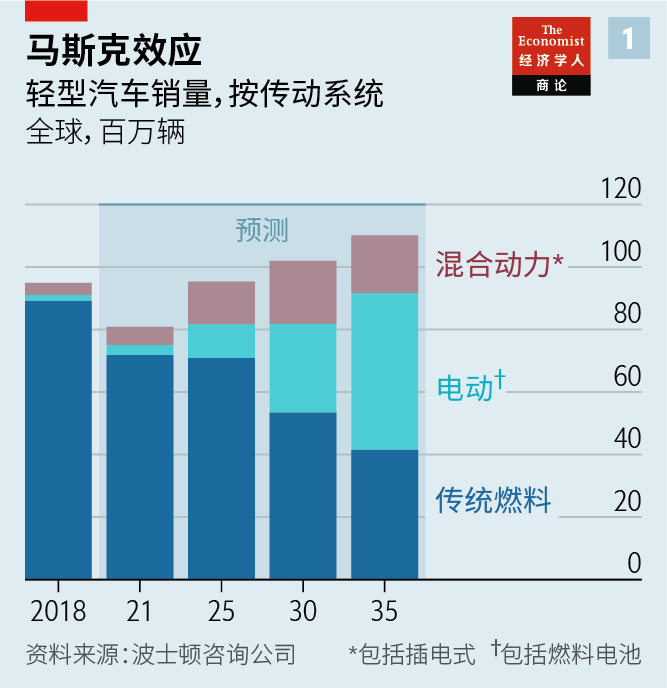 马斯克效应
轻型汽车销量，按传动系统
全球，百万辆
The
Economist
经济学人
商论
1
预测
120
100
80
60
40
20
0
混合动力*
电动†
传统燃料
2018 21 25 30 35
资料来源：波士顿咨询公司 *包括插电式 †包括燃料电池